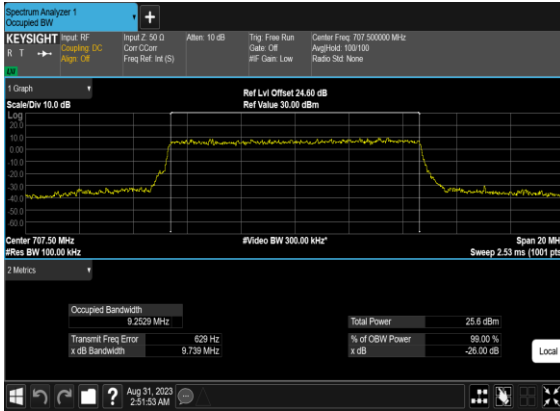 Spectrum Analyzer 1
Occupied BW
+
KEYSIGHT
R T
Input: RF
Coupling: DC
Align: Off
Input Z: 50 Ω
Corr CCorr
Freq Ref: Int (S)
Atten: 10 dB
Trig: Free Run
Gate: Off
#IF Gain: Low
Center Freq: 707.500000 MHz
Avg|Hold: 100/100
Radio Std: None
1 Graph
Scale/Div 10.0 dB
Ref Lvl Offset 24.60 dB
Ref Value 30.00 dBm
Log
20.0
10.0
0.00
-10.0
-20.0
-30.0
-40.0
-50.0
-60.0
Center 707.50 MHz
#Video BW 300.00 kHz*
Span 20 MH
#Res BW 100.00 kHz
Sweep 2.53 ms (1001 pts
2 Metrics
Occupied Bandwidth
9.2529 MHz
Total Power 25.6 dBm
Transmit Freq Error 629 Hz
% of OBW Power 99.00 %
x dB Bandwidth 9.739 MHz
x dB -26.00 dB
Local
?
Aug 31, 2023
2:51:53 AM